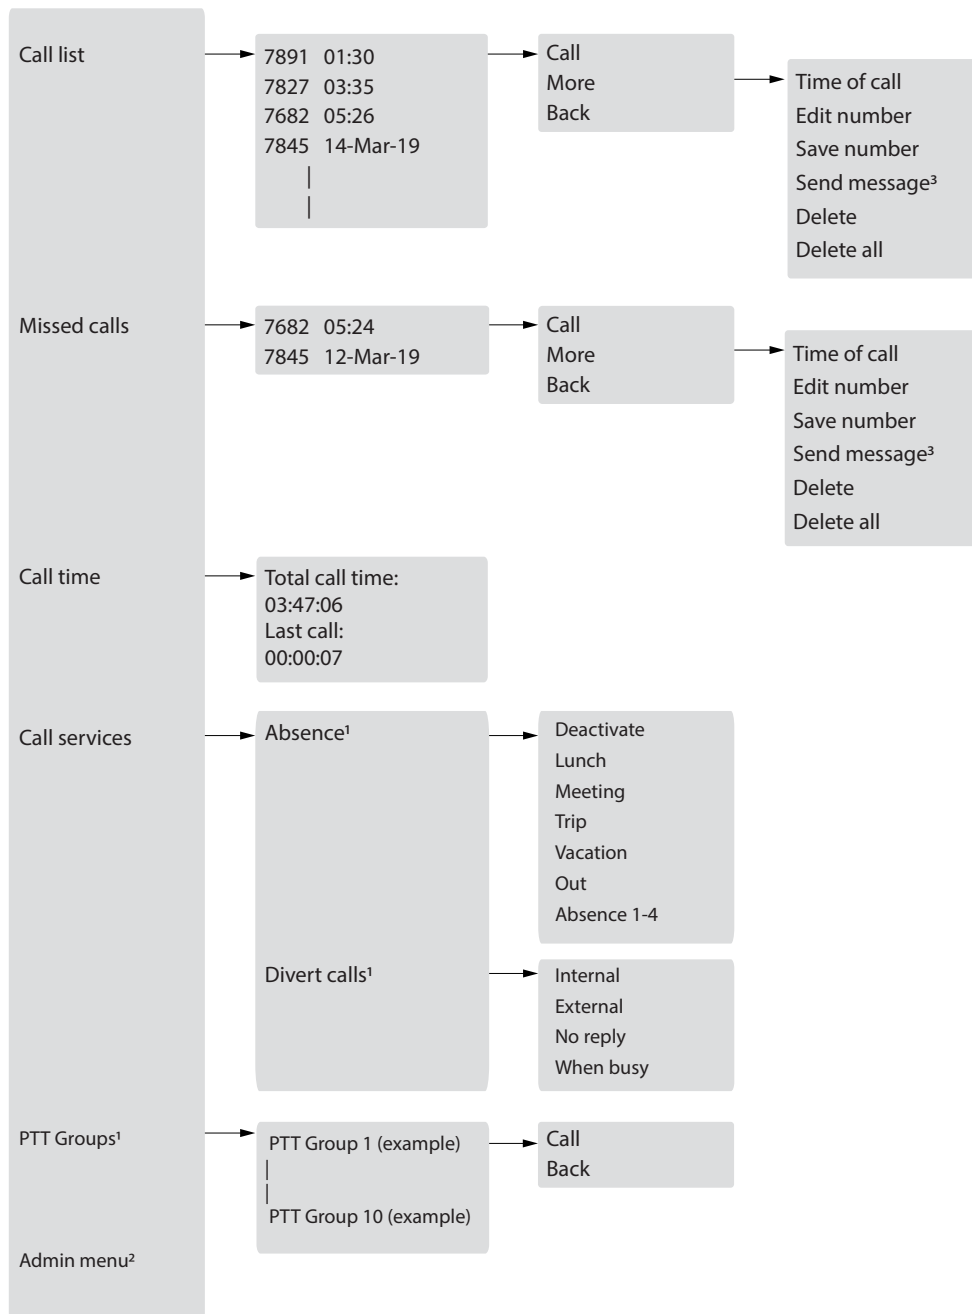 Call list
7891 01:30
7827 03:35
7682 05:26
7845 14-Mar-19
Call
More
Back
Time of call
Edit number
Save number
Send message³
Delete
Delete all
Missed calls
7682 05:24
7845 12-Mar-19
Call
More
Back
Time of call
Edit number
Save number
Send message³
Delete
Delete all
Call time
Total call time:
03:47:06
Last call:
00:00:07
Call services
Absence¹
Deactivate
Lunch
Meeting
Trip
Vacation
Out
Absence 1-4
Divert calls¹
Internal
External
No reply
When busy
PTT Groups¹
PTT Group 1 (example)
PTT Group 10 (example)
Call
Back
Admin menu²